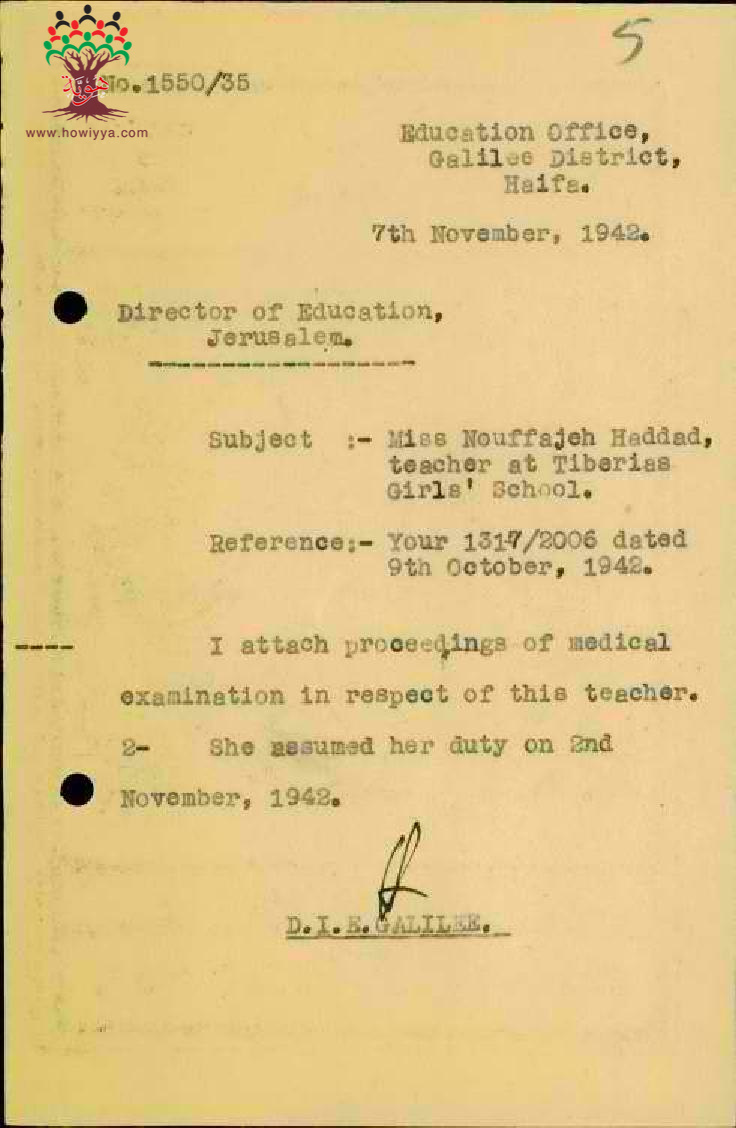 5
No.1550/35
هوية
www.howiyya.com
Education Office,
Galilee District,
Haifa.
7th November, 1942.
Director of Education,
Jerusalem.
Subject :- Miss Nouffajeh Haddad,
teacher at Tiberias
Girls' School.
Reference:- Your 1317/2006 dated
9th October, 1942.
I attach proceedings of medical
examination in respect of this teacher.
2- She assumed her duty on 2nd
November, 1942.
D.I.E.GALILEE.